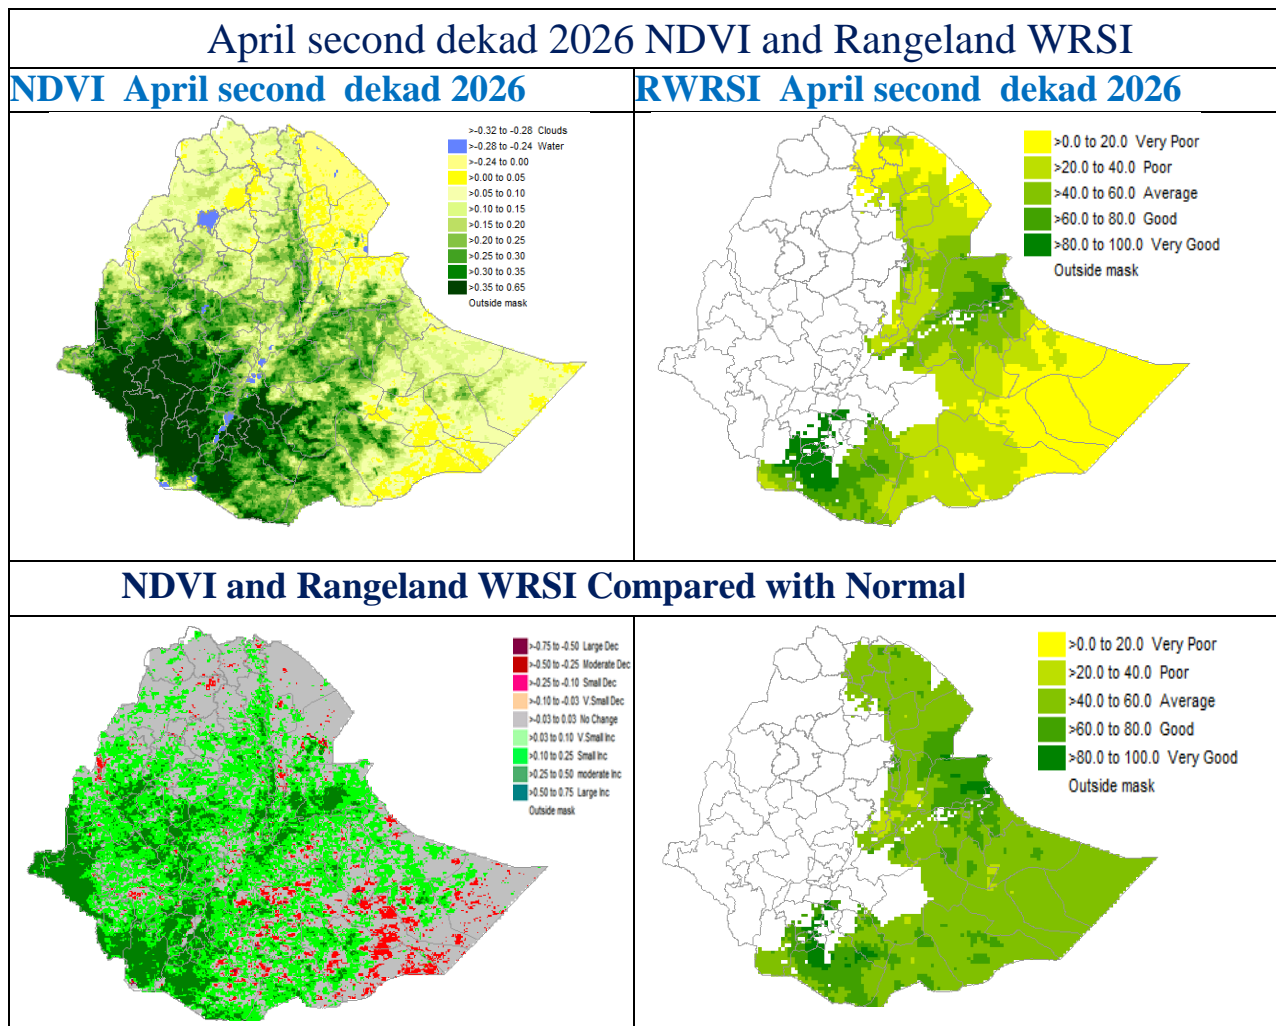 April second dekad 2026 NDVI and Rangeland WRSI
NDVI  April second  dekad 2026
RWRSI  April second  dekad 2026
>-0.32 to -0.28 Clouds
>-0.28 to -0.24 Water
>-0.24 to 0.00
>0.00 to 0.05
>0.05 to 0.10
>0.10 to 0.15
>0.15 to 0.20
>0.20 to 0.25
>0.25 to 0.30
>0.30 to 0.35
>0.35 to 0.65
Outside mask
>0.0 to 20.0 Very Poor
>20.0 to 40.0 Poor
>40.0 to 60.0 Average
>60.0 to 80.0 Good
>80.0 to 100.0 Very Good
Outside mask
NDVI and Rangeland WRSI Compared with Normal
>-0.75 to -0.50 Large Dec
>-0.50 to -0.25 Moderate Dec
>-0.25 to -0.10 Small Dec
>-0.10 to -0.03 V.Small Dec
>-0.03 to 0.03 No Change
>0.03 to 0.10 V.Small Inc
>0.10 to 0.25 Small Inc
>0.25 to 0.50 moderate Inc
>0.50 to 0.75 Large Inc
Outside mask
>0.0 to 20.0 Very Poor
>20.0 to 40.0 Poor
>40.0 to 60.0 Average
>60.0 to 80.0 Good
>80.0 to 100.0 Very Good
Outside mask